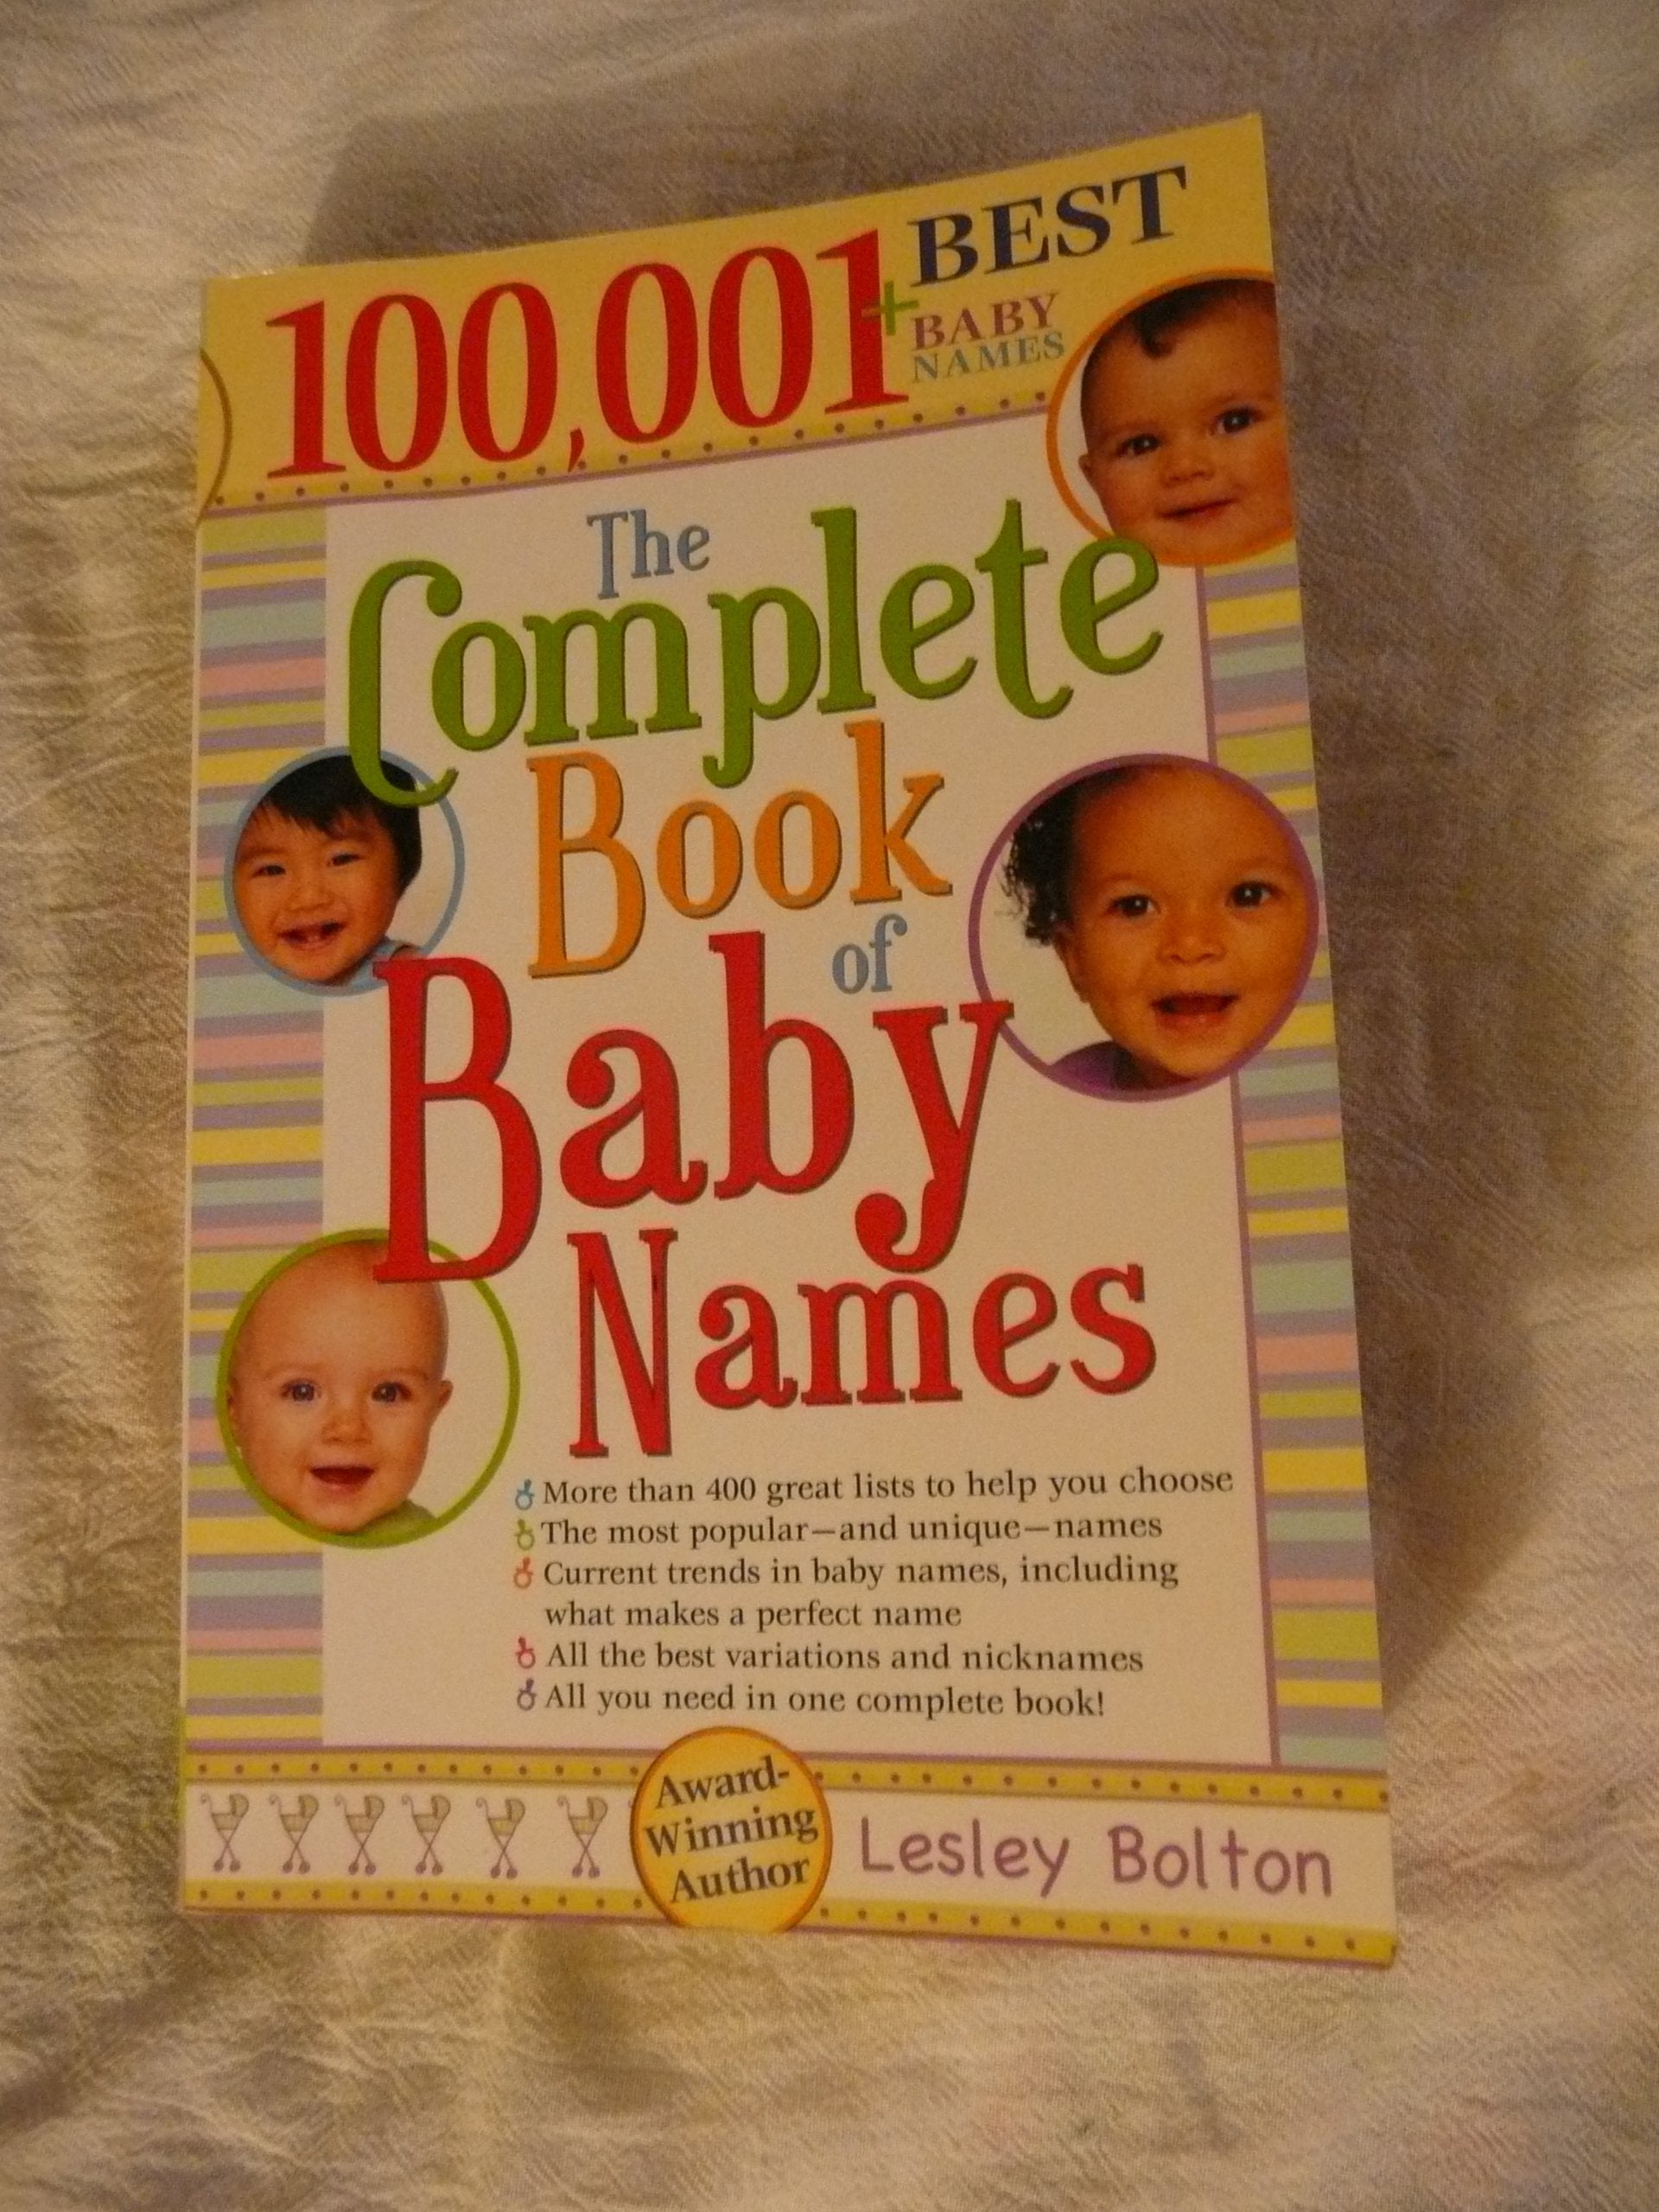 100,001+ BEST
BABY
NAMES
The
Complete
Book
of
Baby
Names
More than 400 great lists to help you choose
The most popular—and unique—names
Current trends in baby names, including
what makes a perfect name
All the best variations and nicknames
All you need in one complete book!
Award-
Winning
Author
Lesley Bolton